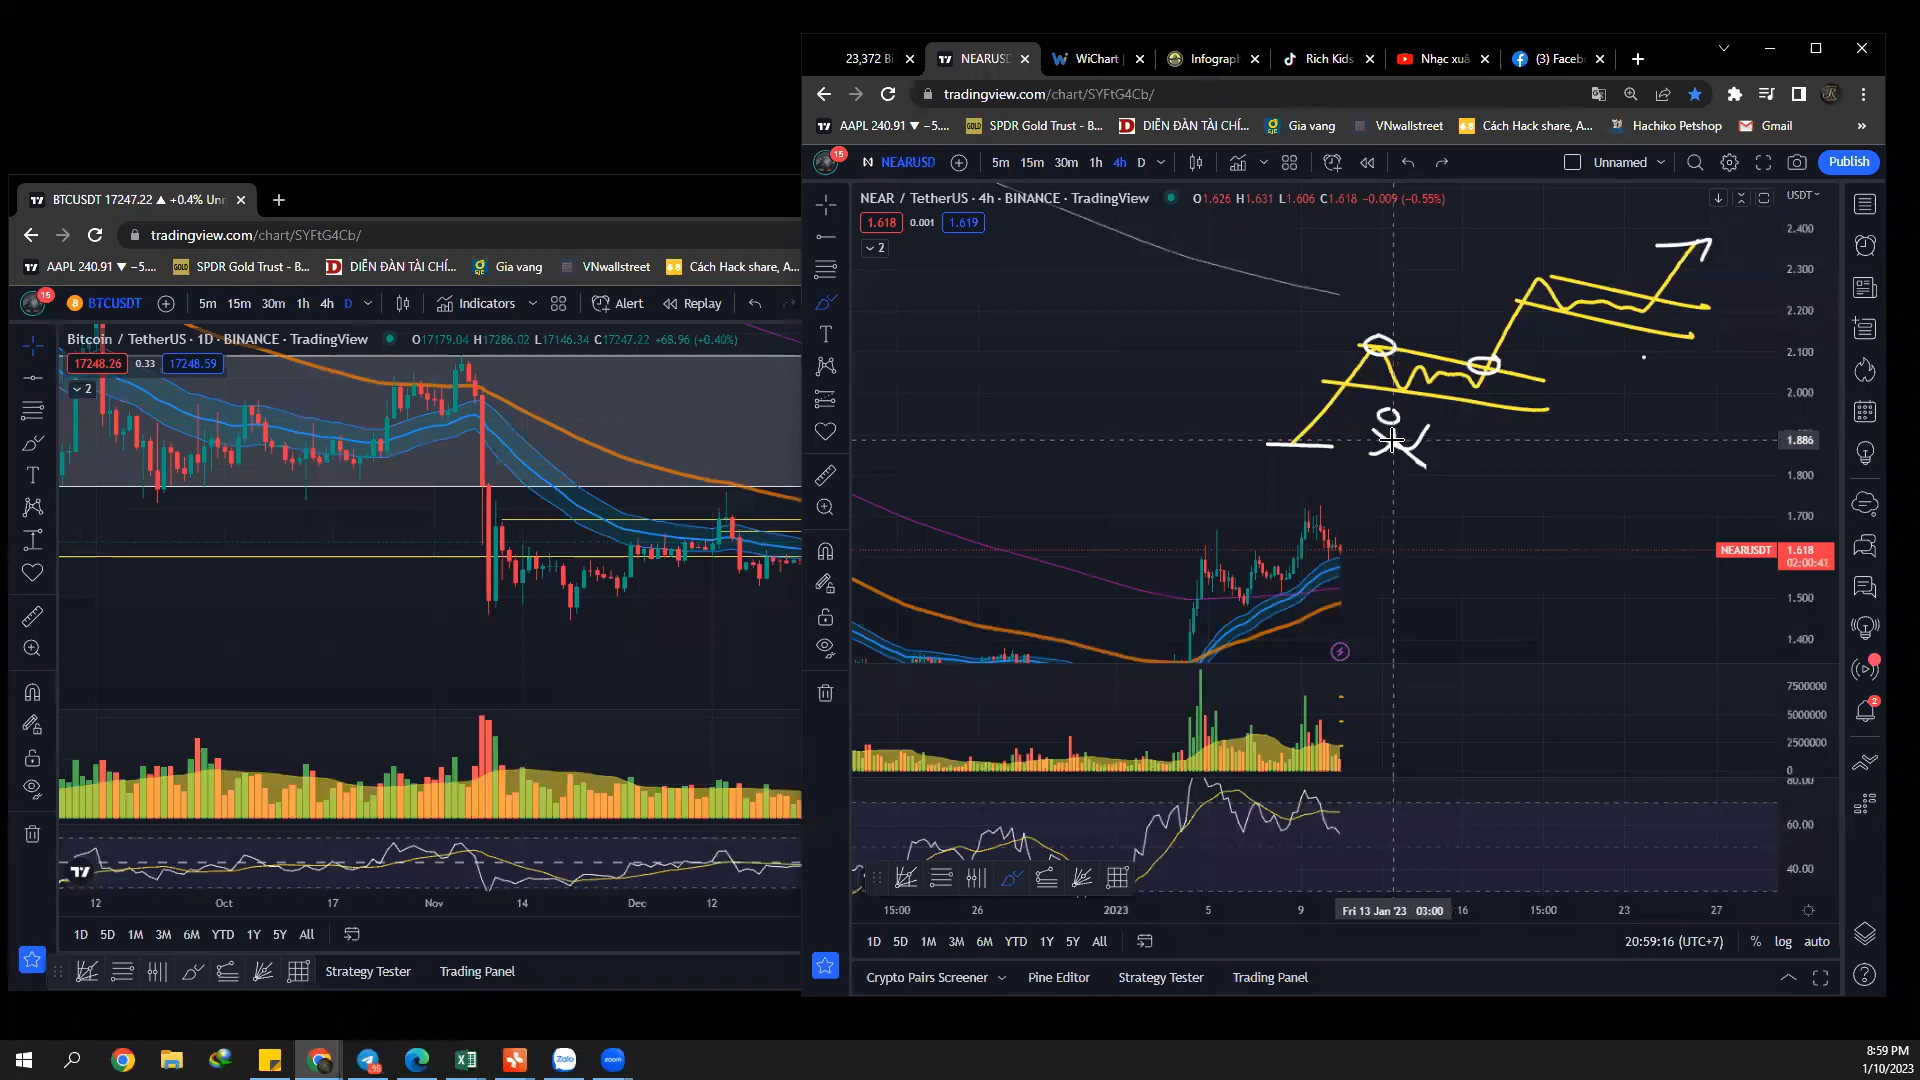 23,372 Bi
NEARUSD
WiChart
Infograph
Rich Kids
Nhạc xuâ
(3) Faceb
tradingview.com/chart/SYFtG4Cb/
AAPL 240.91 ▼ −5....
SPDR Gold Trust - B...
DIỄN ĐÀN TÀI CHÍ...
Gia vang
VNwallstreet
Cách Hack share, A...
Hachiko Petshop
Gmail
»
15
NEARUSD
5m 15m 30m 1h 4h D
Unnamed
Publish
NEAR / TetherUS · 4h · BINANCE · TradingView
O1.626 H1.631 L1.606 C1.618 −0.009 (−0.55%)
USDT
1.618 0.001 1.619
2
2.400
2.300
2.200
2.100
2.000
1.886
1.800
1.700
NEARUSDT 1.618
02:00:41
1.500
1.400
7500000
5000000
2500000
0
80.00
60.00
40.00
15:00 26 2023 5 9 Fri 13 Jan '23 03:00 16 15:00 23 27
1D 5D 1M 3M 6M YTD 1Y 5Y All
20:59:16 (UTC+7) % log auto
Crypto Pairs Screener
Pine Editor
Strategy Tester
Trading Panel
2
BTCUSDT 17247.22 ▲ +0.4% Unr
tradingview.com/chart/SYFtG4Cb/
AAPL 240.91 ▼ −5....
SPDR Gold Trust - B...
DIỄN ĐÀN TÀI CHÍ...
Gia vang
VNwallstreet
Cách Hack share, A...
15
BTCUSDT
5m 15m 30m 1h 4h D
Indicators
Alert
Replay
Bitcoin / TetherUS · 1D · BINANCE · TradingView
O17179.04 H17286.02 L17146.34 C17247.22 +68.96 (+0.40%)
17248.26 0.33 17248.59
2
12 Oct 17 Nov 14 Dec 12
1D 5D 1M 3M 6M YTD 1Y 5Y All
Strategy Tester
Trading Panel
Zalo
zoom
8:59 PM
1/10/2023